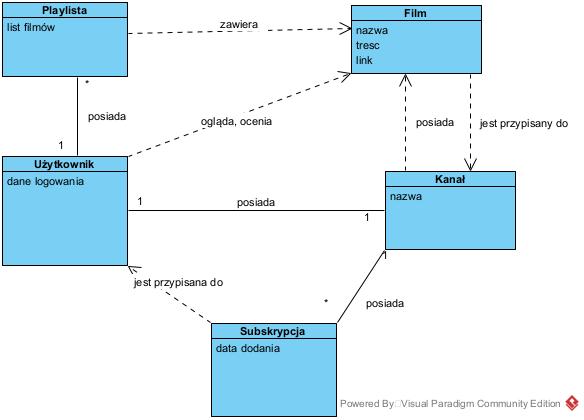 Playlista
list filmów
zawiera
Film
nazwa
tresc
link
*
posiada
1
ogląda, ocenia
posiada
jest przypisany do
Użytkownik
dane logowania
1
posiada
1
Kanał
nazwa
1
jest przypisana do
*
posiada
Subskrypcja
data dodania
Powered By Visual Paradigm Community Edition